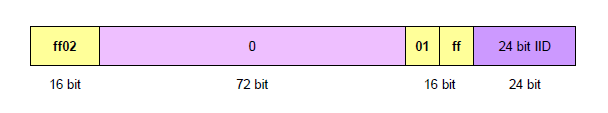 ff02 0 01 ff 24 bit IID
16 bit 72 bit 16 bit 24 bit